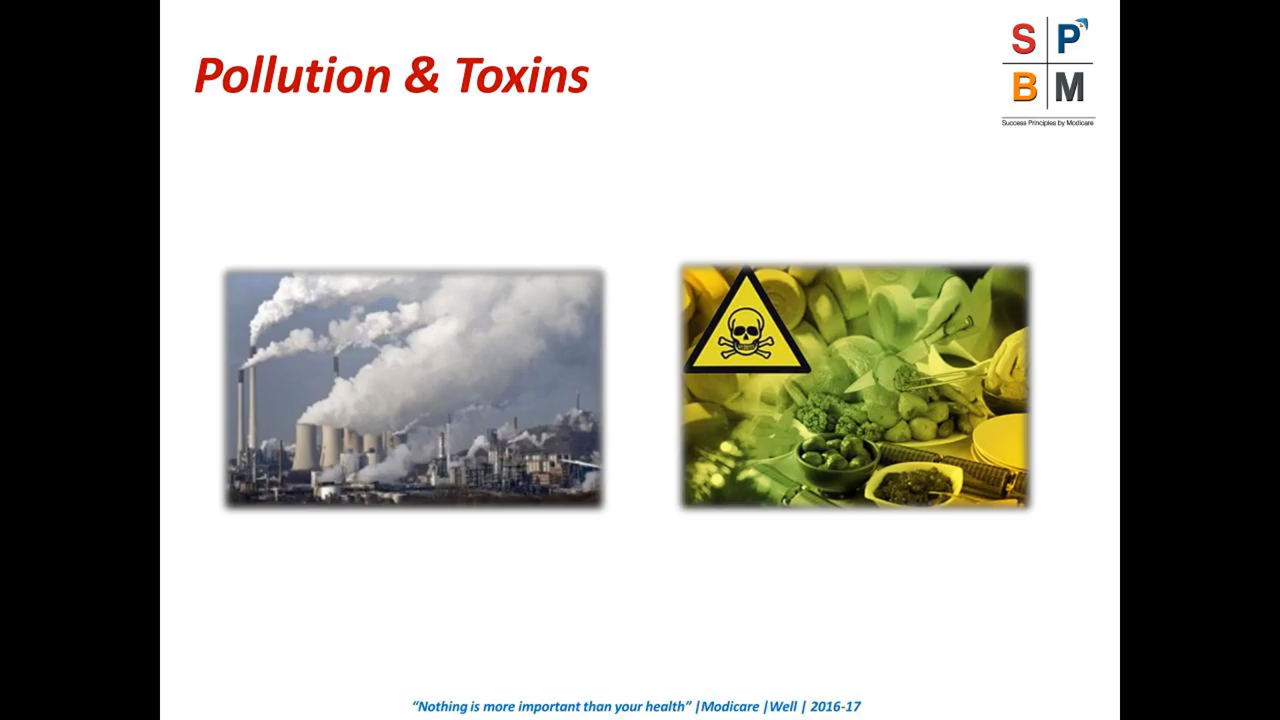 Pollution & Toxins
S P
B M
Success Principles by Modicare
“Nothing is more important than your health” |Modicare |Well | 2016-17